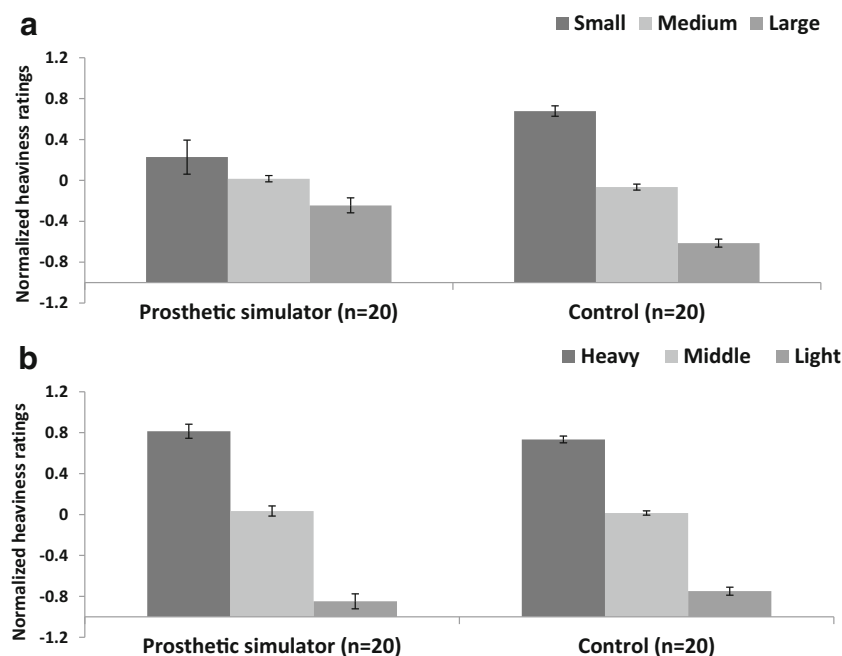 a
Small Medium Large
Normalized heaviness ratings
1.2
0.8
0.4
0
-0.4
-0.8
-1.2
Prosthetic simulator (n=20) Control (n=20)
b
Heavy Middle Light
Normalized heaviness ratings
1.2
0.8
0.4
0
-0.4
-0.8
-1.2
Prosthetic simulator (n=20) Control (n=20)